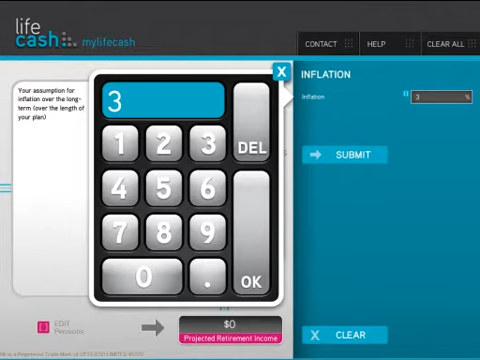 life
cash mylifecash
CONTACT HELP CLEAR ALL
Your assumption for
inflation over the long-
term (over the length of
your plan)
X
3
1 2 3 DEL
4 5 6
7 8 9
0 . OK
INFLATION
Inflation 3 %
SUBMIT
X CLEAR
EDIT
Pensions
$0
Projected Retirement Income